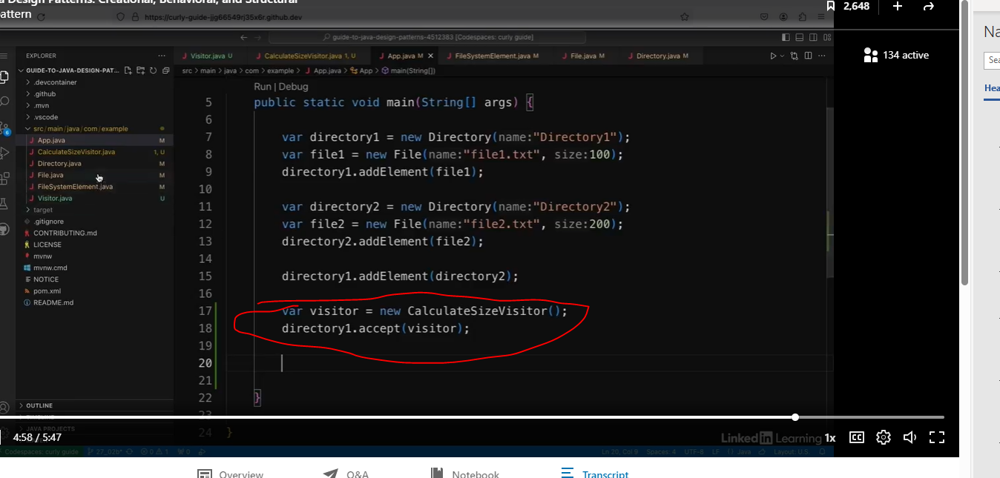 a Design Patterns: Creational, Behavioral, and Structural
attern
https://curly-guide-jjg66549rj35x6r.github.dev
2,648
guide-to-java-design-patterns-4512383 [Codespaces: curly guide]
134 active
Na
Sea
Hea
EXPLORER
Visitor.java U
CalculateSizeVisitor.java 1, U
App.java M
FileSystemElement.java M
File.java M
Directory.java M
GUIDE-TO-JAVA-DESIGN-PAT...
src > main > java > com > example > App.java > App > main(String[])
.devcontainer
.github
.mvn
.vscode
src/main/java/com/example
App.java M
CalculateSizeVisitor.java 1, U
Directory.java M
File.java M
FileSystemElement.java M
Visitor.java U
target
.gitignore
CONTRIBUTING.md
LICENSE
mvnw
mvnw.cmd
NOTICE
pom.xml
README.md
OUTLINE
TIMELINE
JAVA PROJECTS
Run | Debug
5 public static void main(String[] args) {
6
7 var directory1 = new Directory(name:"Directory1");
8 var file1 = new File(name:"file1.txt", size:100);
9 directory1.addElement(file1);
10
11 var directory2 = new Directory(name:"Directory2");
12 var file2 = new File(name:"file2.txt", size:200);
13 directory2.addElement(file2);
14
15 directory1.addElement(directory2);
16
17 var visitor = new CalculateSizeVisitor();
18 directory1.accept(visitor);
19
20
21
22 }
23
24 }
4:58 / 5:47
LinkedIn Learning
1x
CC
Codespaces: curly guide 27_02b* 0 1 0
Ln 20, Col 9 Spaces: 4 UTF-8 LF {} Java Layout: U.S.
Overview
Q&A
Notebook
Transcript